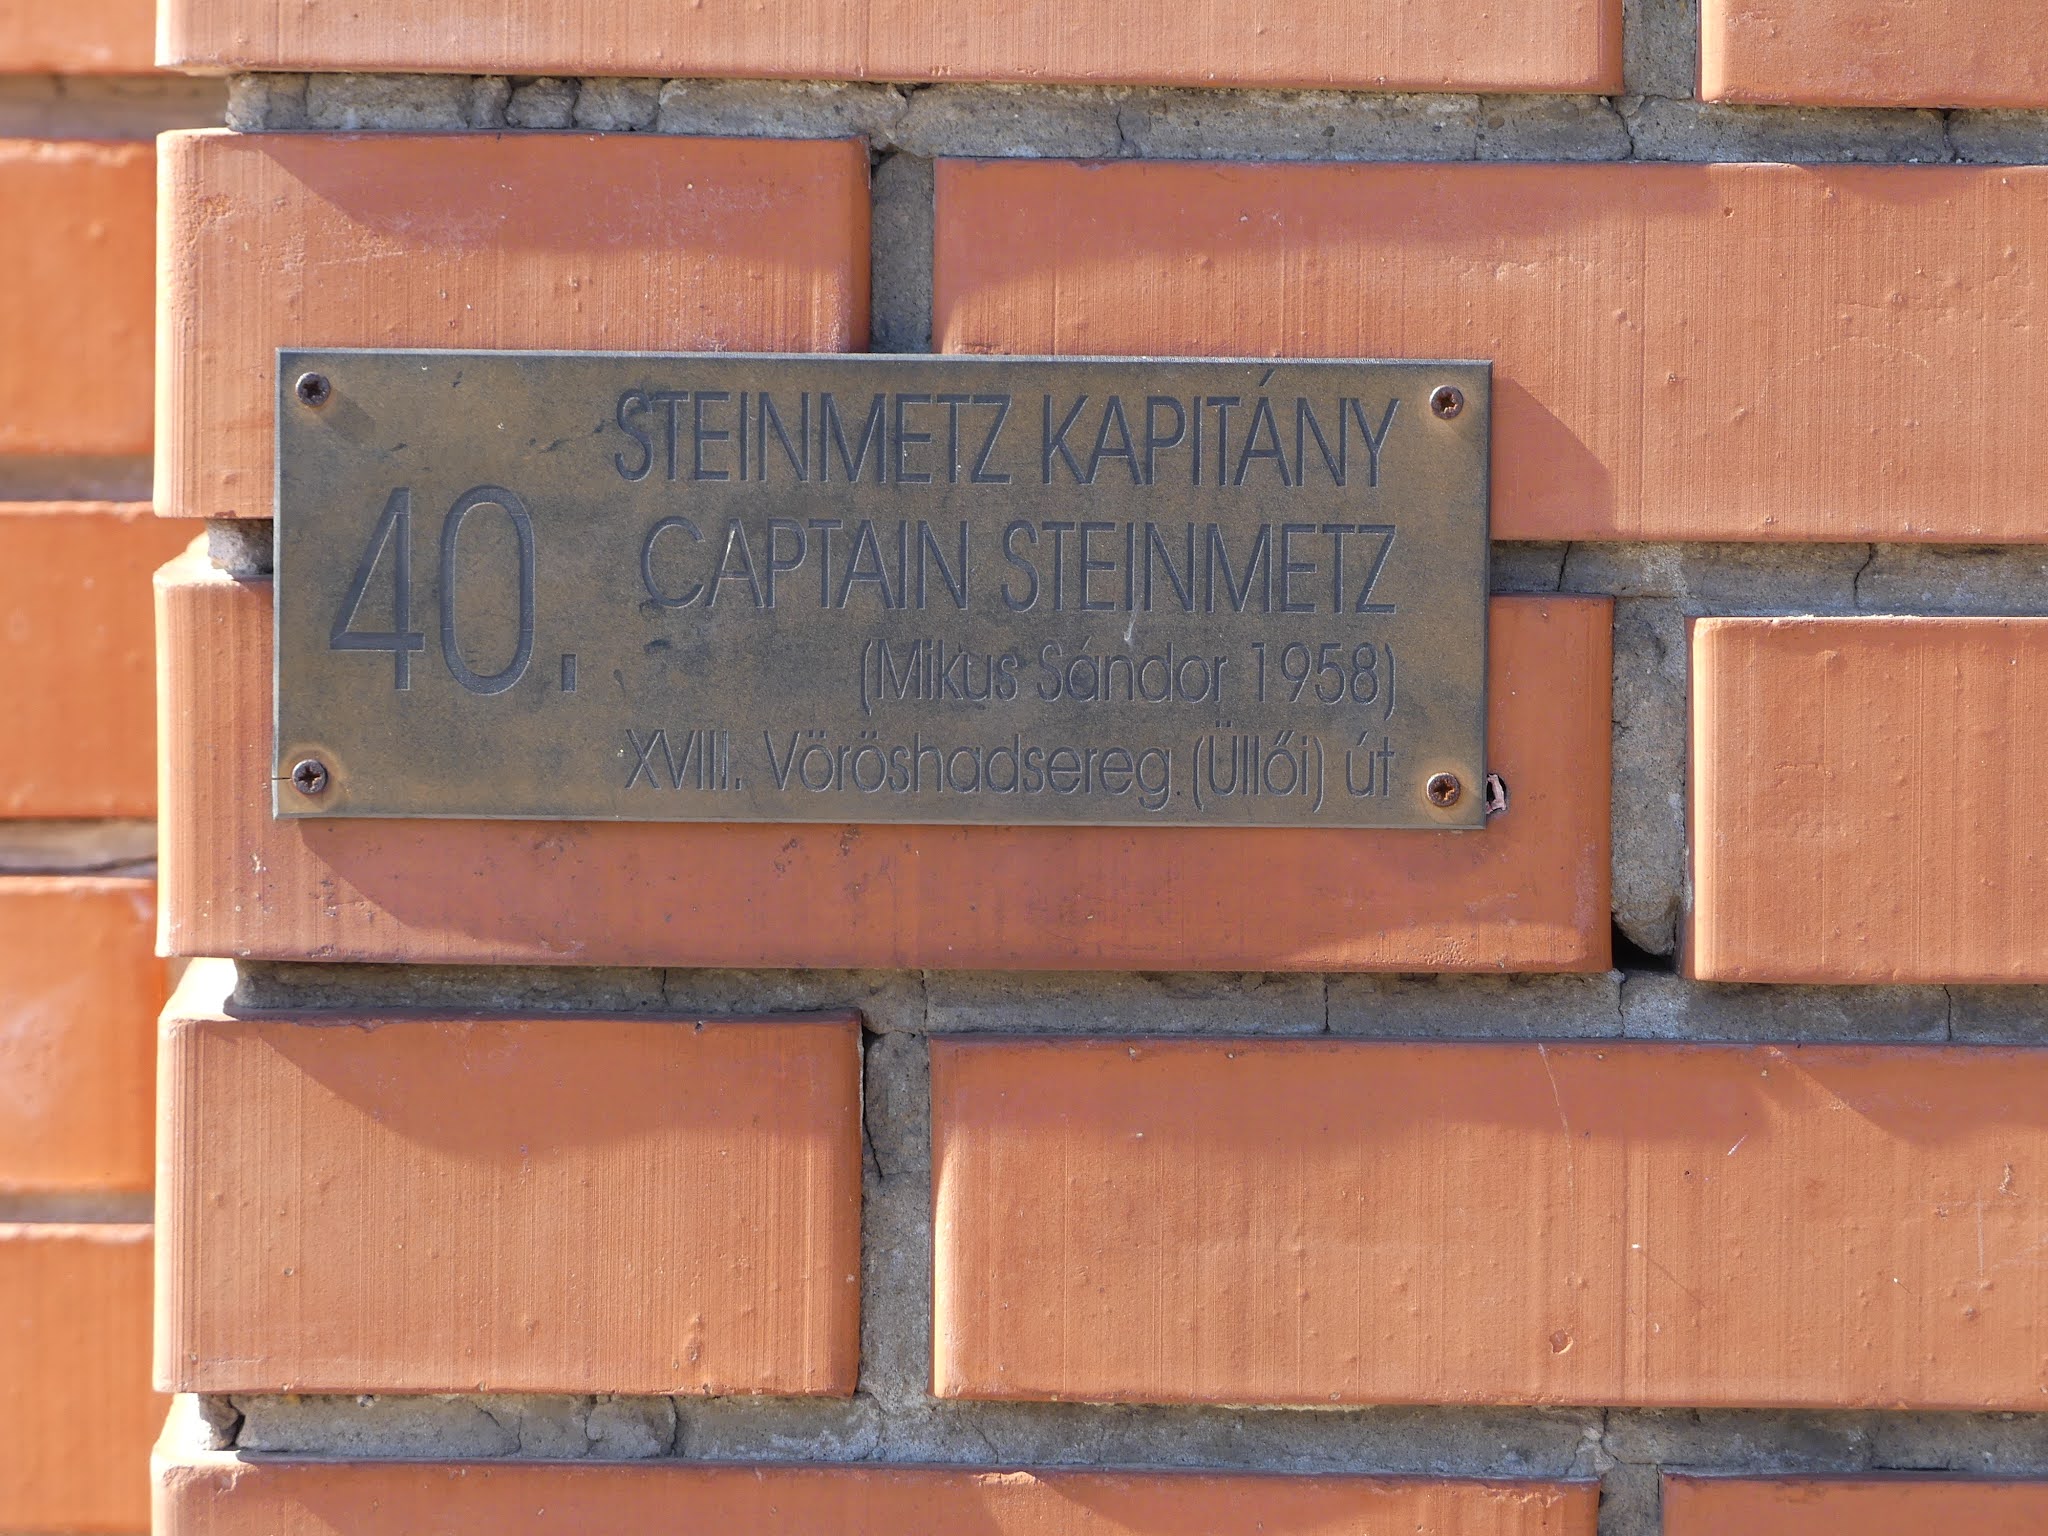 40.
STEINMETZ KAPITÁNY
CAPTAIN STEINMETZ
(Mikus Sándor 1958)
XVIII. Vöröshadsereg (Üllői) út